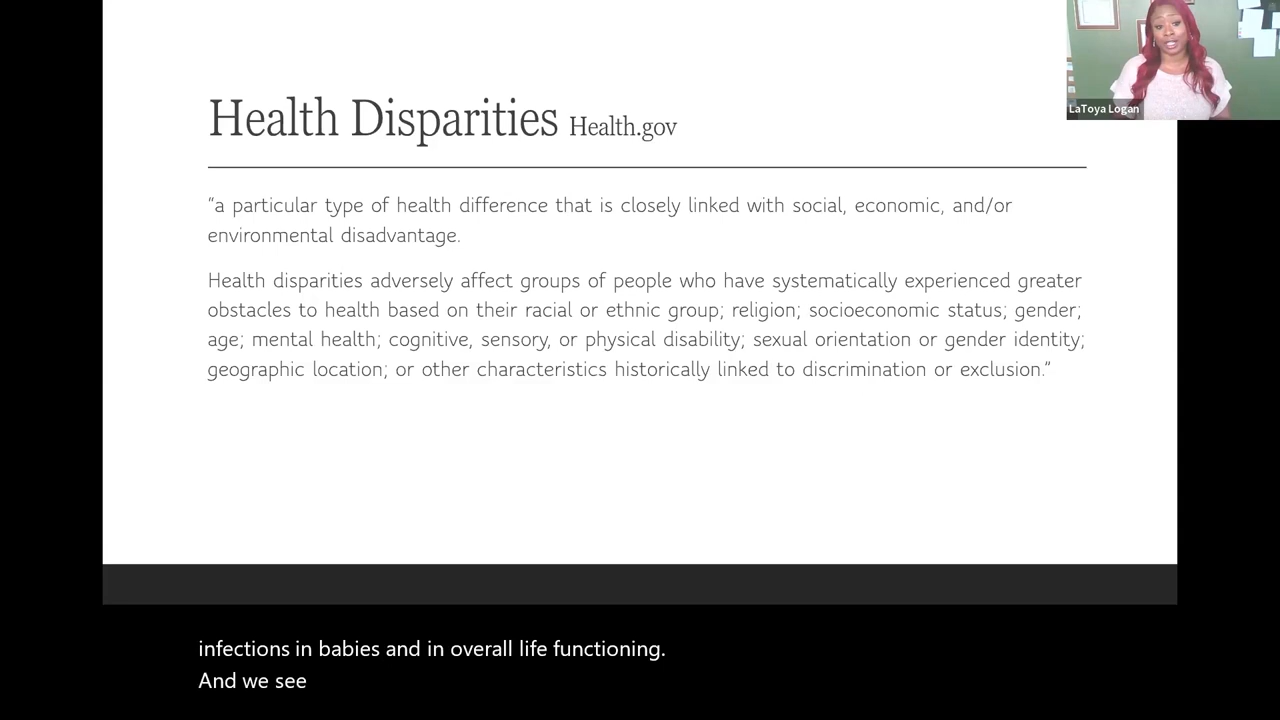 LaToya Logan
Health Disparities Health.gov
"a particular type of health difference that is closely linked with social, economic, and/or
environmental disadvantage.
Health disparities adversely affect groups of people who have systematically experienced greater
obstacles to health based on their racial or ethnic group; religion; socioeconomic status; gender;
age; mental health; cognitive, sensory, or physical disability; sexual orientation or gender identity;
geographic location; or other characteristics historically linked to discrimination or exclusion."
infections in babies and in overall life functioning.
And we see